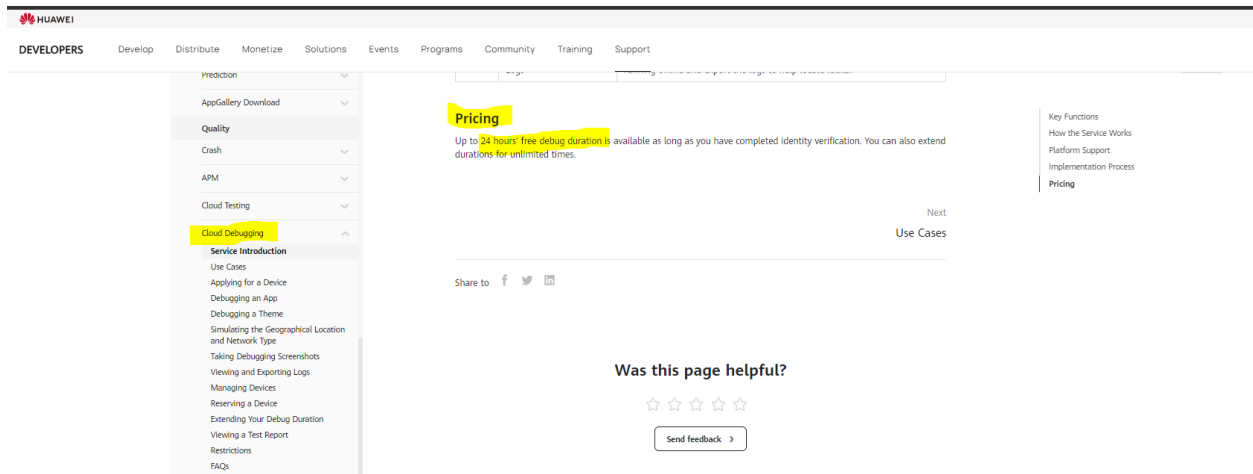 HUAWEI
DEVELOPERS Develop Distribute Monetize Solutions Events Programs Community Training Support
Prediction
AppGallery Download
Quality
Crash
APM
Cloud Testing
Cloud Debugging
Service Introduction
Use Cases
Applying for a Device
Debugging an App
Debugging a Theme
Simulating the Geographical Location
and Network Type
Taking Debugging Screenshots
Viewing and Exporting Logs
Managing Devices
Reserving a Device
Extending Your Debug Duration
Viewing a Test Report
Restrictions
FAQs
Pricing
Up to 24 hours' free debug duration is available as long as you have completed identity verification. You can also extend
durations for unlimited times.
Next
Use Cases
Share to
Was this page helpful?
Send feedback
Key Functions
How the Service Works
Platform Support
Implementation Process
Pricing